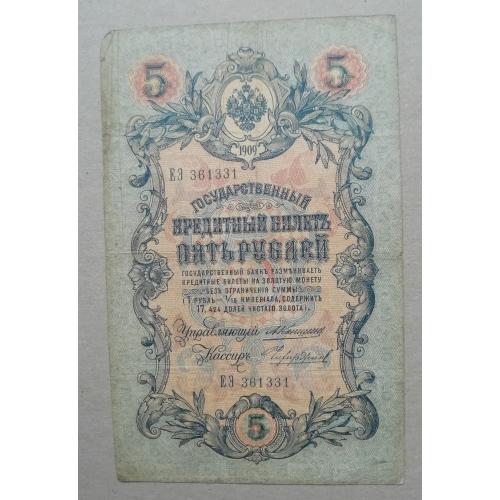 5 5
1909
ЕЭ 361331
ГОСУДАРСТВЕННЫЙ
КРЕДИТНЫЙ БИЛЕТЪ
ПЯТЬ РУБЛЕЙ
ГОСУДАРСТВЕННЫЙ БАНКЪ РАЗМѢНИВАЕТЪ
КРЕДИТНЫЕ БИЛЕТЫ НА ЗОЛОТУЮ МОНЕТУ
БЕЗЪ ОГРАНИЧЕНІЯ СУММЫ
(1 РУБЛЬ = 1/15 ИМПЕРІАЛА, СОДЕРЖИТЪ
17,424 ДОЛЕЙ ЧИСТАГО ЗОЛОТА).
Управляющій
Кассиръ
ЕЭ 361331
5